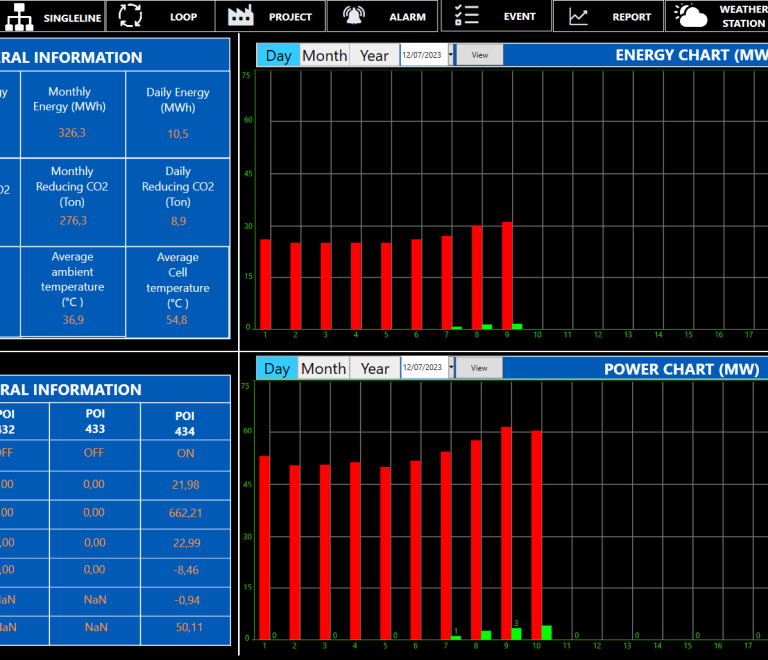 SINGLELINE LOOP PROJECT ALARM EVENT REPORT WEATHER
STATION
RAL INFORMATION
Monthly
Energy (MWh)
326,3
Daily Energy
(MWh)
10,5
Monthly
Reducing CO2
(Ton)
276,3
Daily
Reducing CO2
(Ton)
8,9
Average
ambient
temperature
(°C )
36,9
Average
Cell
temperature
(°C )
54,8
Day Month Year 12/07/2023 View ENERGY CHART (MW
75
60
45
30
15
0
1 2 3 4 5 6 7 8 9 10 11 12 13 14 15 16 17
RAL INFORMATION
POI POI POI
432 433 434
OFF OFF ON
,00 0,00 21,98
,00 0,00 662,21
,00 0,00 22,99
,00 0,00 -8,46
NaN NaN -0,94
NaN NaN 50,11
Day Month Year 12/07/2023 View POWER CHART (MW)
75
60
45
30
15
0
0 0 0 1 3 0 0 0 0
1 2 3 4 5 6 7 8 9 10 11 12 13 14 15 16 17